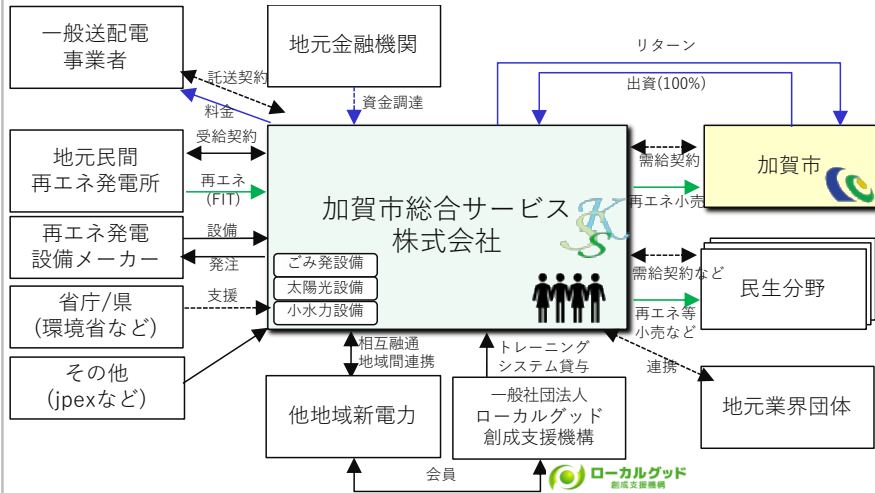 一般送配電
事業者
地元金融機関
リターン
出資(100%)
託送契約
料金
資金調達
受給契約
地元民間
再エネ発電所
再エネ
(FIT)
加賀市総合サービス
株式会社
KSS
需給契約
加賀市
再エネ小売
再エネ発電
設備メーカー
設備
発注
ごみ発設備
太陽光設備
小水力設備
需給契約など
民生分野
再エネ等
小売など
省庁/県
(環境省など)
支援
その他
(jpexなど)
相互融通
地域間連携
トレーニング
システム貸与
連携
他地域新電力
一般社団法人
ローカルグッド
創成支援機構
地元業界団体
会員
ローカルグッド
創成支援機構